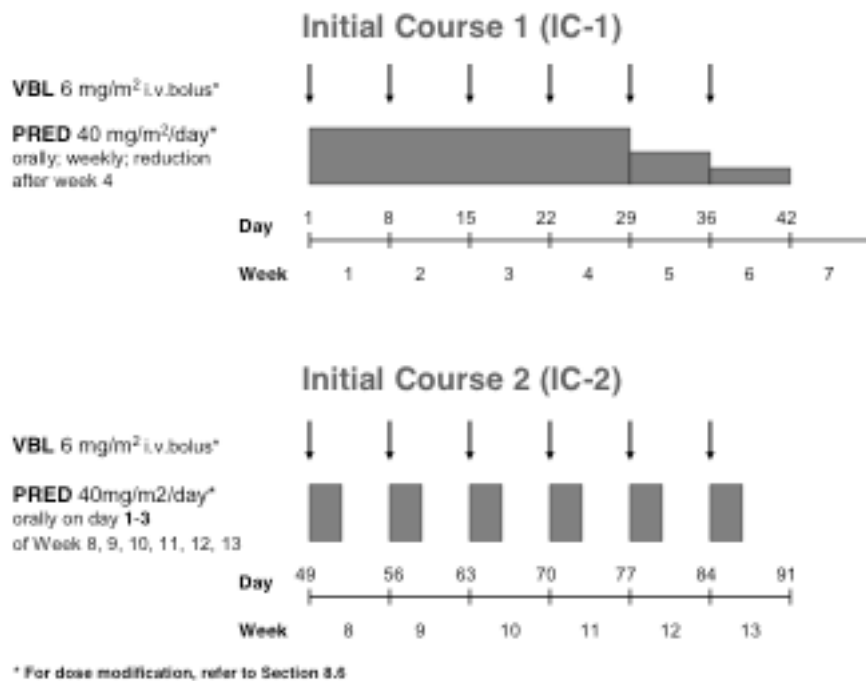 Initial Course 1 (IC-1)
VBL 6 mg/m² i.v.bolus*
PRED 40 mg/m²/day*
orally; weekly; reduction
after week 4
Day 1 8 15 22 29 36 42
Week 1 2 3 4 5 6 7
Initial Course 2 (IC-2)
VBL 6 mg/m² i.v.bolus*
PRED 40mg/m2/day*
orally on day 1-3
of Week 8, 9, 10, 11, 12, 13
Day 49 56 63 70 77 84 91
Week 8 9 10 11 12 13
* For dose modification, refer to Section 8.6